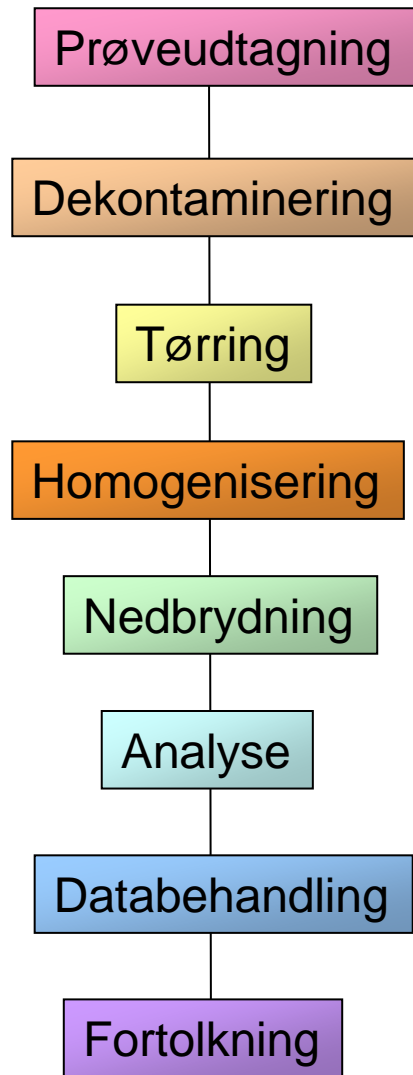 Prøveudtagning
Dekontaminering
Tørring
Homogenisering
Nedbrydning
Analyse
Databehandling
Fortolkning